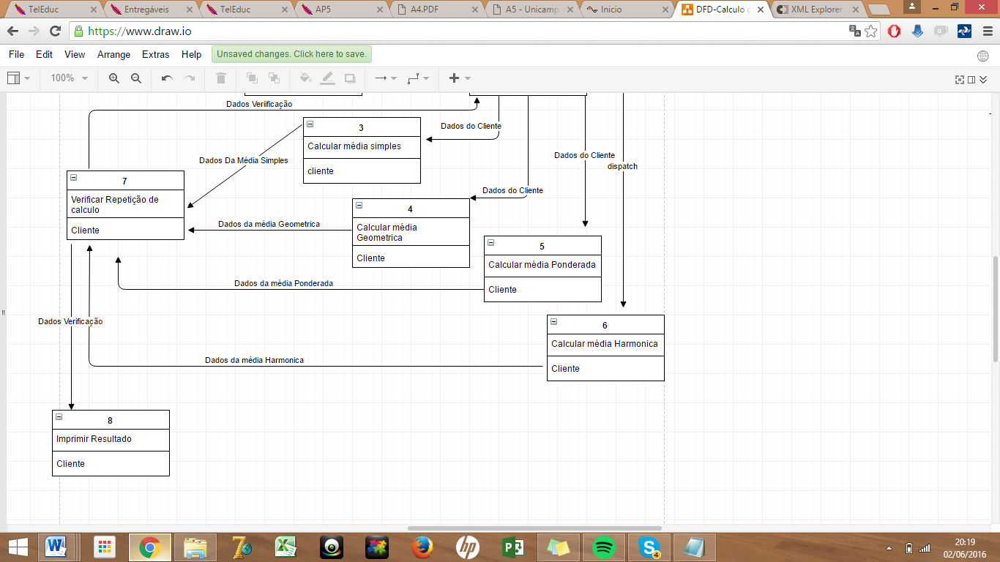 TelEduc
Entregáveis
TelEduc
AP5
A4.PDF
A5 - Unicamp
Inicio
DFD-Calculo
XML Explorer
https://www.draw.io
File Edit View Arrange Extras Help
Unsaved changes. Click here to save.
100%
Dados Veriificação
3
Calcular média simples
cliente
Dados do Cliente
Dados Da Média Simples
Dados do Cliente
dispatch
7
Verificar Repetição de
calculo
Cliente
Dados do Cliente
4
Calcular média
Geometrica
Cliente
Dados da média Geometrica
5
Calcular média Ponderada
Cliente
Dados da média Ponderada
Dados Verificação
6
Calcular média Harmonica
Cliente
Dados da média Harmonica
8
Imprimir Resultado
Cliente
hp
4
20:19
02/06/2016